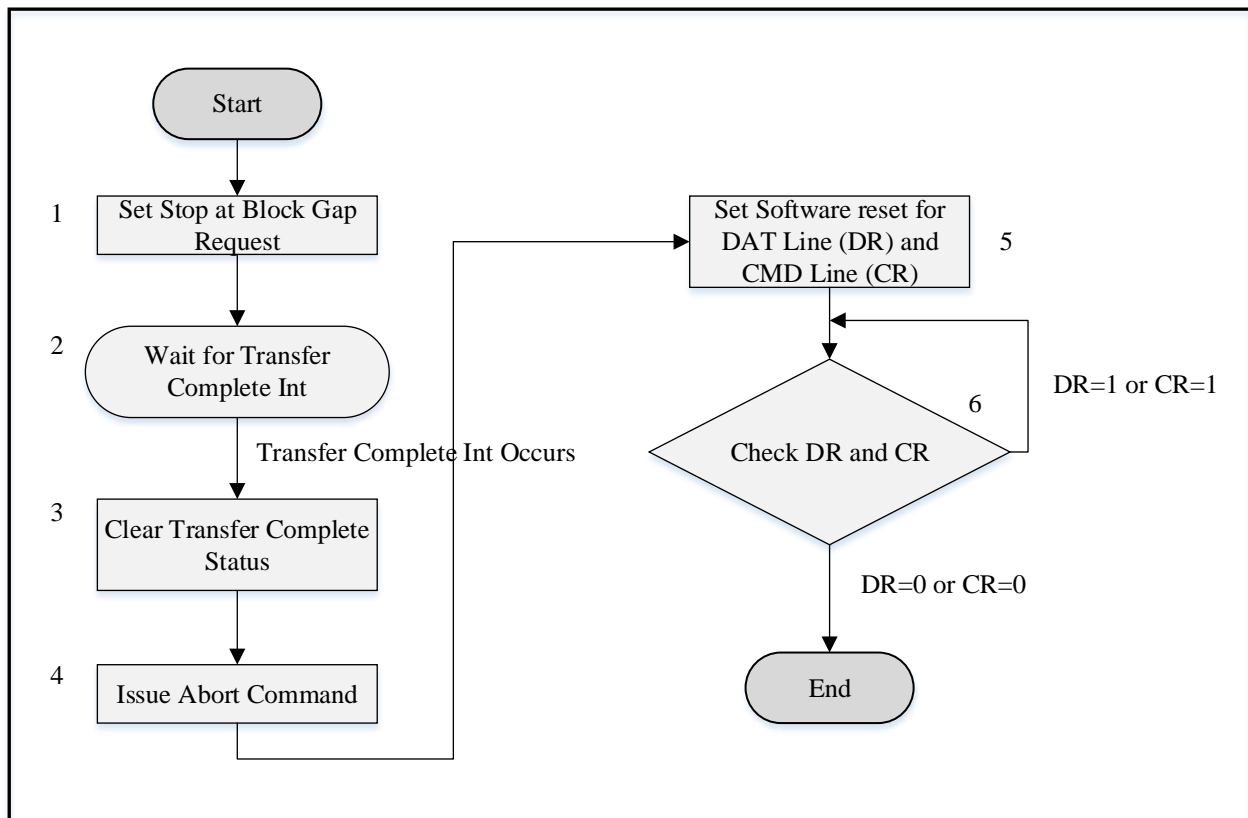 Start
1
Set Stop at Block Gap
Request
2
Wait for Transfer
Complete Int
Transfer Complete Int Occurs
3
Clear Transfer Complete
Status
4
Issue Abort Command
Set Software reset for
DAT Line (DR) and
CMD Line (CR)
5
6
DR=1 or CR=1
Check DR and CR
DR=0 or CR=0
End